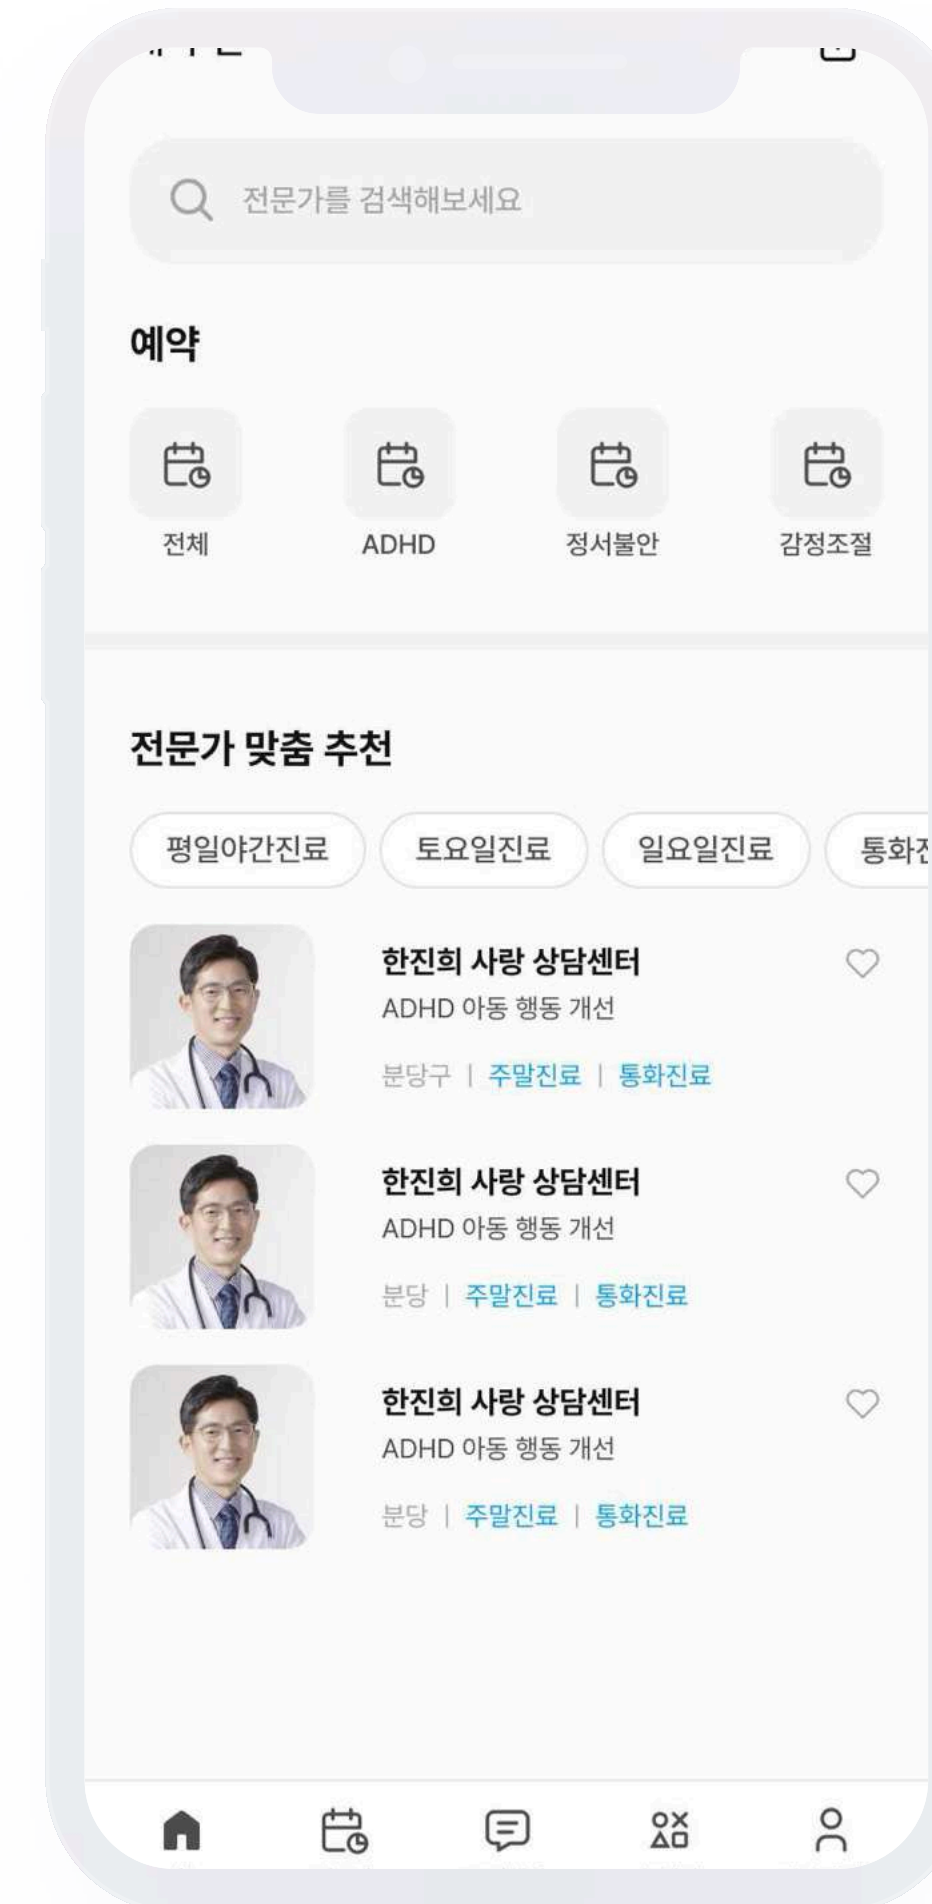 전문가를 검색해보세요
예약
전체 ADHD 정서불안 감정조절
전문가 맞춤 추천
평일야간진료 토요일진료 일요일진료
한진희 사랑 상담센터
ADHD 아동 행동 개선
분당구 | 주말진료 | 통화진료
한진희 사랑 상담센터
ADHD 아동 행동 개선
분당 | 주말진료 | 통화진료
한진희 사랑 상담센터
ADHD 아동 행동 개선
분당 | 주말진료 | 통화진료